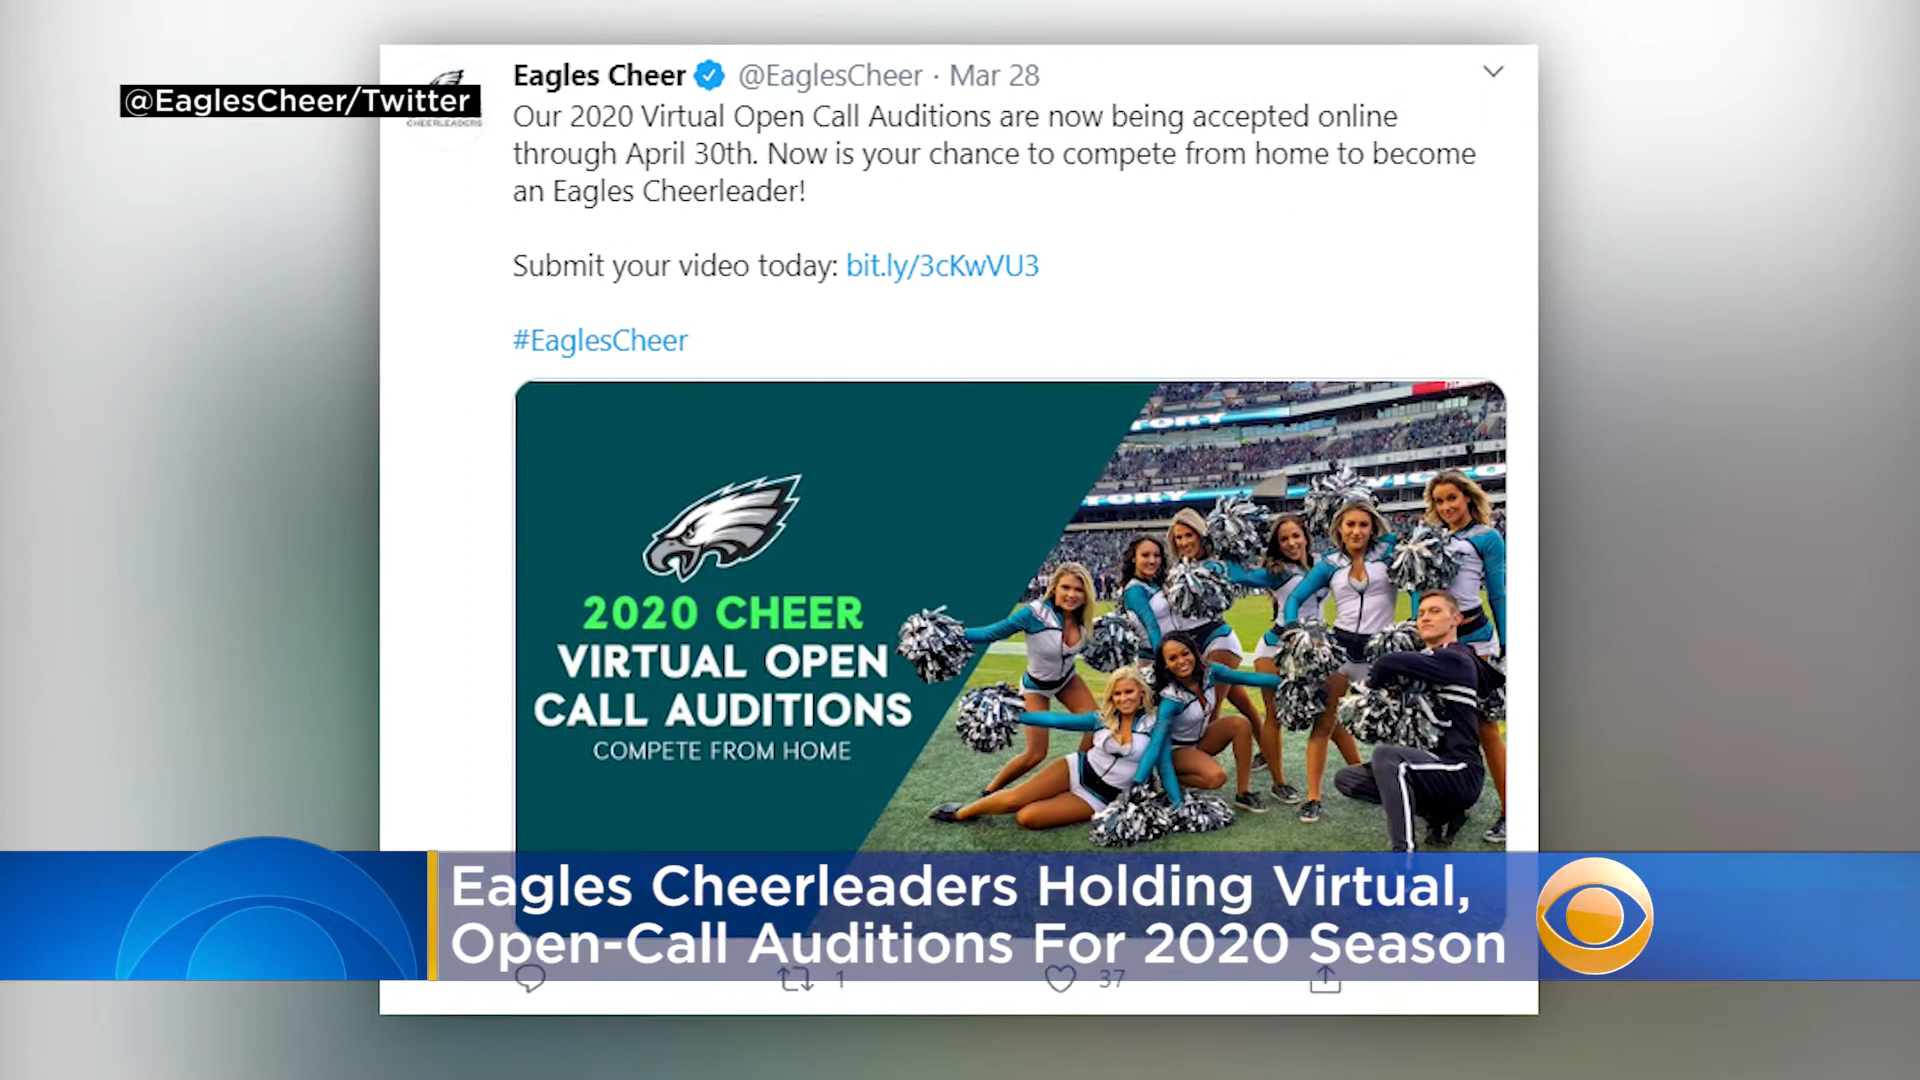 @EaglesCheer/Twitter
CHEERLEADERS
Eagles Cheer @EaglesCheer · Mar 28
Our 2020 Virtual Open Call Auditions are now being accepted online
through April 30th. Now is your chance to compete from home to become
an Eagles Cheerleader!
Submit your video today: bit.ly/3cKwVU3
#EaglesCheer
2020 CHEER
VIRTUAL OPEN
CALL AUDITIONS
COMPETE FROM HOME
Eagles Cheerleaders Holding Virtual,
Open-Call Auditions For 2020 Season
1
37